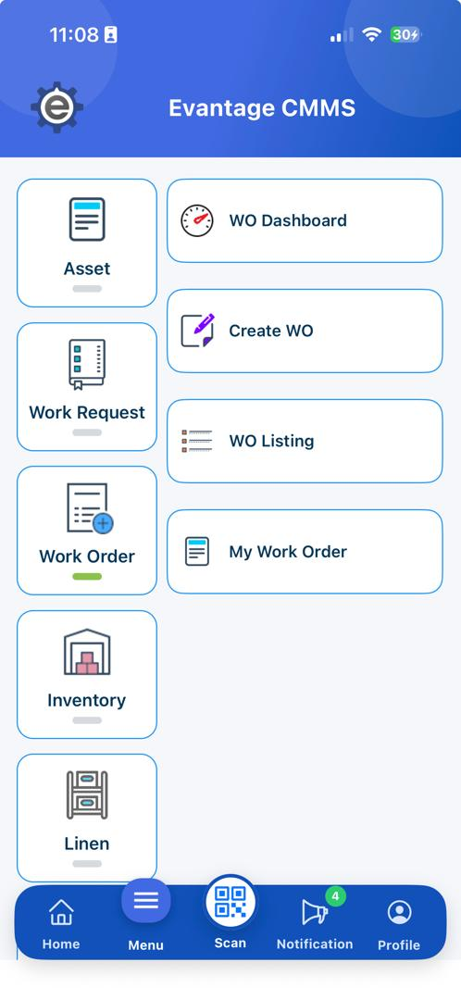 11:08
30
e
Evantage CMMS
Asset
Work Request
Work Order
Inventory
Linen
WO Dashboard
Create WO
WO Listing
My Work Order
4
Home
Menu
Scan
Notification
Profile